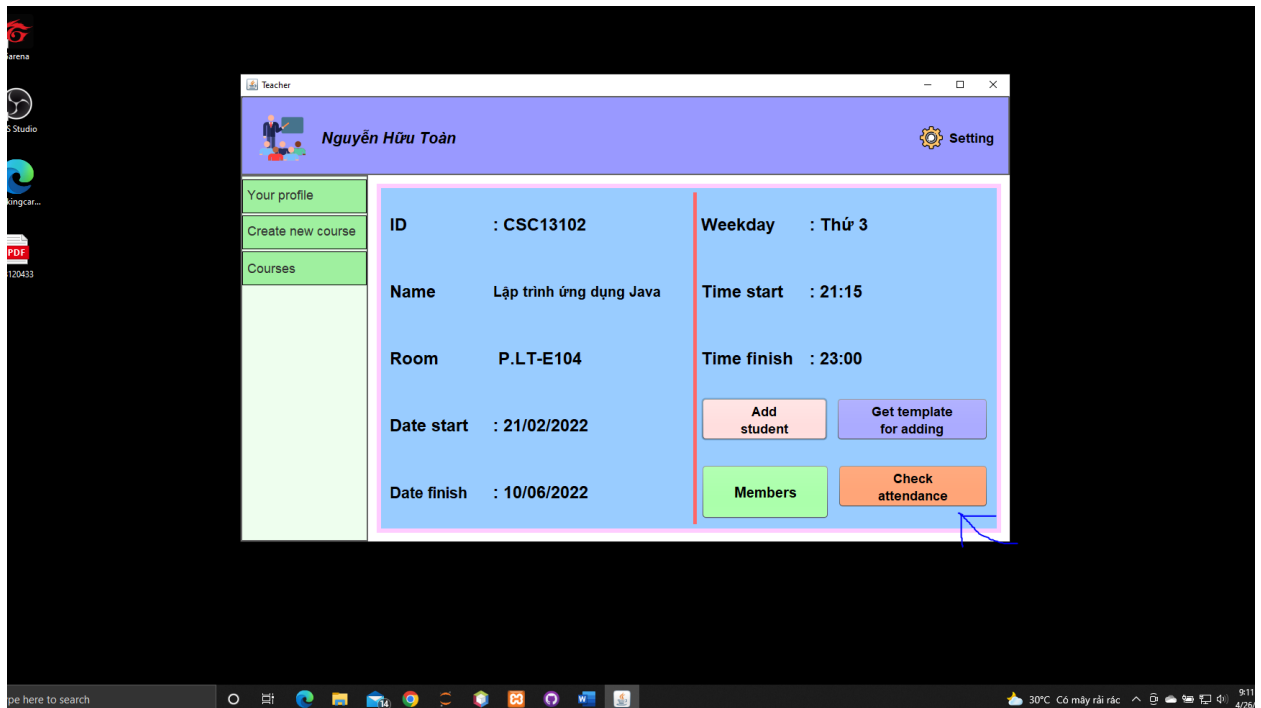 arena
S Studio
kingcar...
PDF
120433
Teacher
Nguyễn Hữu Toàn
Setting
Your profile
Create new course
Courses
ID : CSC13102
Name Lập trình ứng dụng Java
Room P.LT-E104
Date start : 21/02/2022
Date finish : 10/06/2022
Weekday : Thứ 3
Time start : 21:15
Time finish : 23:00
Add
student
Get template
for adding
Members
Check
attendance
pe here to search
14
30°C Có mây rải rác
9:11
4/26/